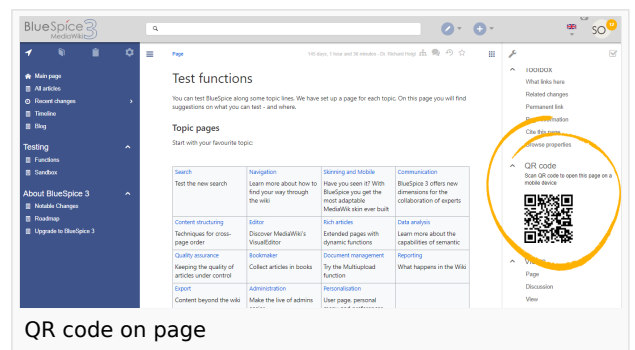 BlueSpice 3
MediaWiki
SO
Page
Main page
All articles
Recent changes
Timeline
Blog
Testing
Functions
Sandbox
About BlueSpice 3
Notable Changes
Roadmap
Upgrade to BlueSpice 3
Test functions
You can test BlueSpice along some topic lines. We have set up a page for each topic. On this page you will find
suggestions on what you can test - and where.
Topic pages
Start with your favourite topic:
Search
Test the new search
Navigation
Learn more about how to
find your way through
the wiki
Skinning and Mobile
Have you seen it? With
BlueSpice you get the
most adaptable
MediaWik skin ever built
Communication
BlueSpice 3 offers new
dimensions for the
collaboration of experts
Content structuring
Techniques for cross-
page order
Editor
Discover MediaWiki's
VisualEditor
Rich articles
Extended pages with
dynamic functions
Data analysis
Learn more about the
capabilities of semantic
Quality assurance
Keeping the quality of
articles under control
Bookmaker
Collect articles in books
Document management
Try the Multiupload
function
Reporting
What happens in the Wiki
Export
Content beyond the wiki
Administration
Make the live of admins
Personalisation
User page, personal
TOOLBOX
What links here
Related changes
Permanent link
Cite this page
Browse properties
QR code
Scan QR code to open this page on a
mobile device
Page
Discussion
View
QR code on page